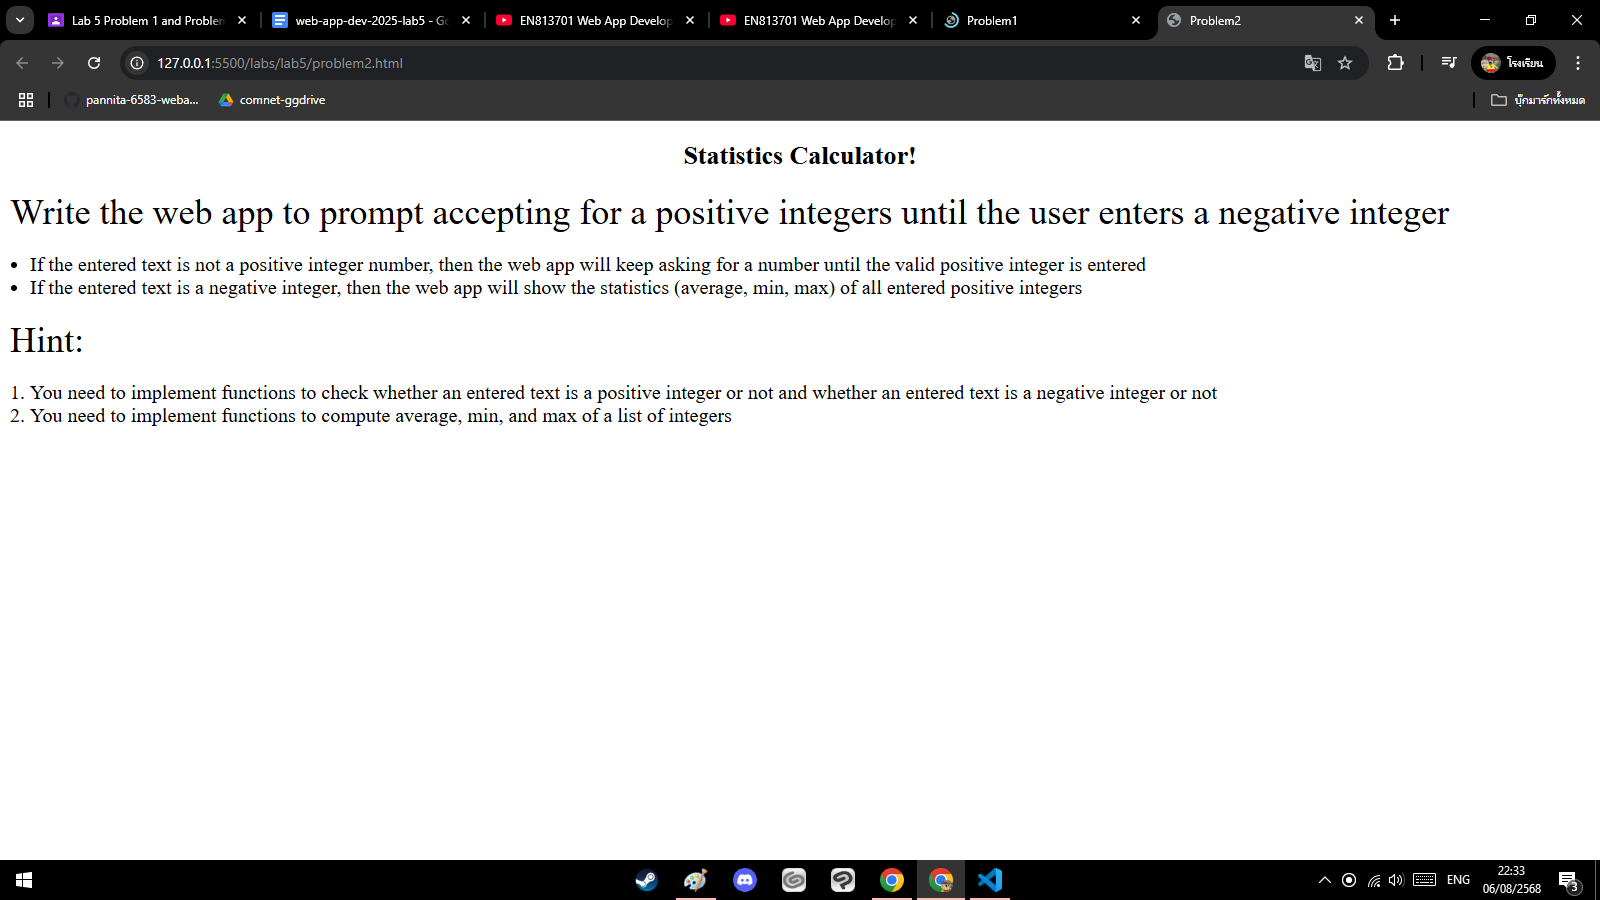 Lab 5 Problem 1 and Problem
web-app-dev-2025-lab5 - Go
EN813701 Web App Develop
EN813701 Web App Develop
Problem1
Problem2
127.0.0.1:5500/labs/lab5/problem2.html
โรงเรียน
pannita-6583-weba...
comnet-ggdrive
บุ๊กมาร์กทั้งหมด
Statistics Calculator!
Write the web app to prompt accepting for a positive integers until the user enters a negative integer
• If the entered text is not a positive integer number, then the web app will keep asking for a number until the valid positive integer is entered
• If the entered text is a negative integer, then the web app will show the statistics (average, min, max) of all entered positive integers
Hint:
1. You need to implement functions to check whether an entered text is a positive integer or not and whether an entered text is a negative integer or not
2. You need to implement functions to compute average, min, and max of a list of integers
ENG
22:33
06/08/2568
3